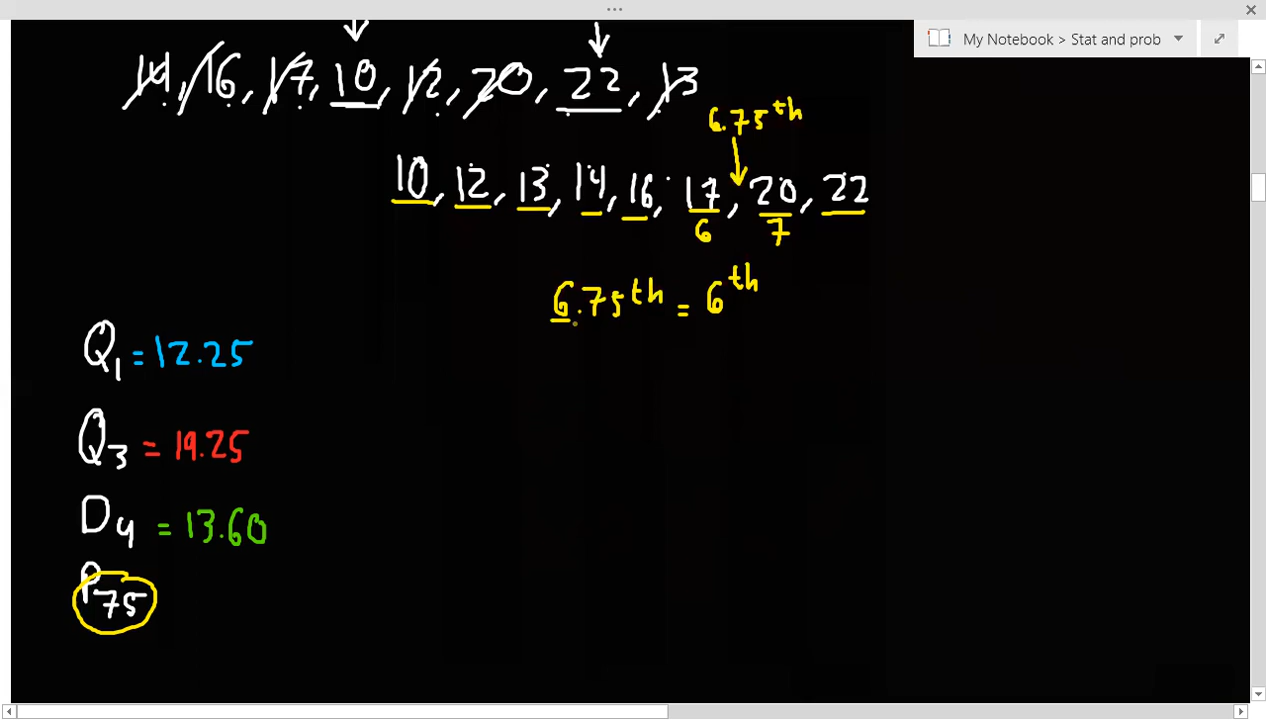 My Notebook > Stat and prob
14, 16, 17, 10, 12, 20, 22, 13
6.75th
10, 12, 13, 14, 16, 17, 20, 22
6 7
6.75th = 6th
Q1 = 12.25
Q3 = 19.25
D4 = 13.60
P75